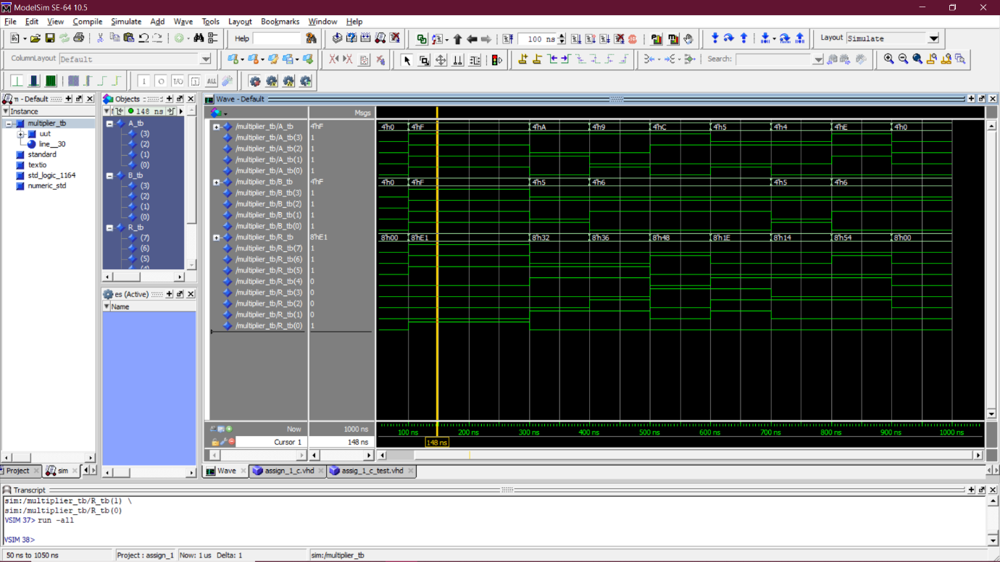 ModelSim SE-64 10.5
File Edit View Compile Simulate Add Wave Tools Layout Bookmarks Window Help
Help
100 ns
Layout Simulate
ColumnLayout Default
Search:
ALL
- Default
Objects
Wave - Default
Instance
148 ns
Msgs
multiplier_tb
uut
line__30
standard
textio
std_logic_1164
numeric_std
A_tb
(3)
(2)
(1)
(0)
B_tb
(3)
(2)
(1)
(0)
R_tb
(7)
(6)
(5)
es (Active)
Name
/multiplier_tb/A_tb 4'hF 4'h0 4'hF 4'hA 4'h9 4'hC 4'h5 4'h4 4'hE 4'h0
/multiplier_tb/A_tb(3) 1
/multiplier_tb/A_tb(2) 1
/multiplier_tb/A_tb(1) 1
/multiplier_tb/A_tb(0) 1
/multiplier_tb/B_tb 4'hF 4'h0 4'hF 4'h5 4'h6 4'h5 4'h6
/multiplier_tb/B_tb(3) 1
/multiplier_tb/B_tb(2) 1
/multiplier_tb/B_tb(1) 1
/multiplier_tb/B_tb(0) 1
/multiplier_tb/R_tb 8'hE1 8'h00 8'hE1 8'h32 8'h36 8'h48 8'h1E 8'h14 8'h54 8'h00
/multiplier_tb/R_tb(7) 1
/multiplier_tb/R_tb(6) 1
/multiplier_tb/R_tb(5) 1
/multiplier_tb/R_tb(4) 0
/multiplier_tb/R_tb(3) 0
/multiplier_tb/R_tb(2) 0
/multiplier_tb/R_tb(1) 0
/multiplier_tb/R_tb(0) 1
Now 1000 ns
100 ns 200 ns 300 ns 400 ns 500 ns 600 ns 700 ns 800 ns 900 ns 1000 ns
Cursor 1 148 ns 148 ns
Project sim Wave assign_1_c.vhd assig_1_c_test.vhd
Transcript
sim:/multiplier_tb/R_tb(1) \
sim:/multiplier_tb/R_tb(0)
VSIM 37> run -all
VSIM 38>
50 ns to 1050 ns Project : assign_1 Now: 1 us Delta: 1 sim:/multiplier_tb